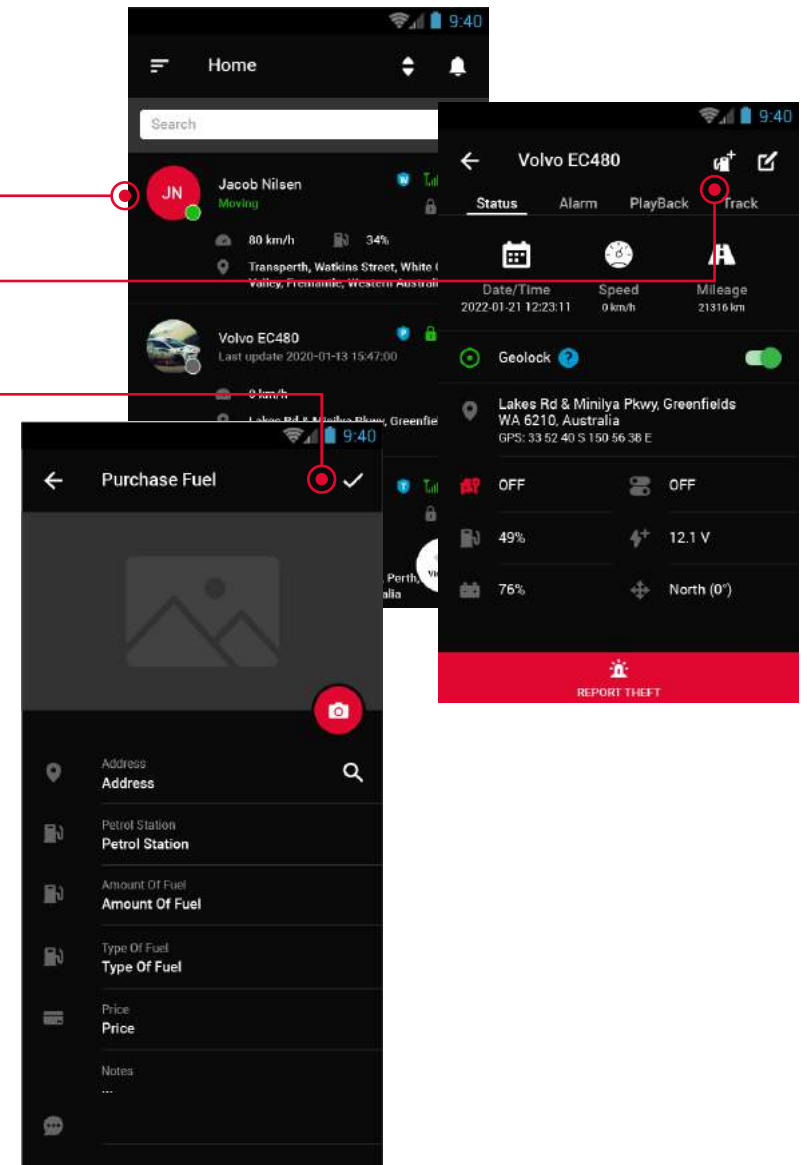 9:40
Home
Search
JN
Jacob Nilsen
Moving
80 km/h
34%
Transperth, Watkins Street, White
Valley, Fremantle, Western
Volvo EC480
Last update 2020-01-13 15:47:00
0 km/h
Lakes Rd & Minilya Pkwy,
Perth,
9:40
Volvo EC480
Status
Alarm
PlayBack
Track
Date/Time
Speed
Mileage
2022-01-21 12:23:11
0 km/h
21316 km
Geolock
?
Lakes Rd & Minilya Pkwy, Greenfields
WA 6210, Australia
GPS: 33 52 40 S 150 56 38 E
OFF
OFF
49%
12.1 V
76%
North (0°)
REPORT THEFT
9:40
Purchase Fuel
Address
Address
Petrol Station
Petrol Station
Amount Of Fuel
Amount Of Fuel
Type Of Fuel
Type Of Fuel
Price
Price
Notes
...